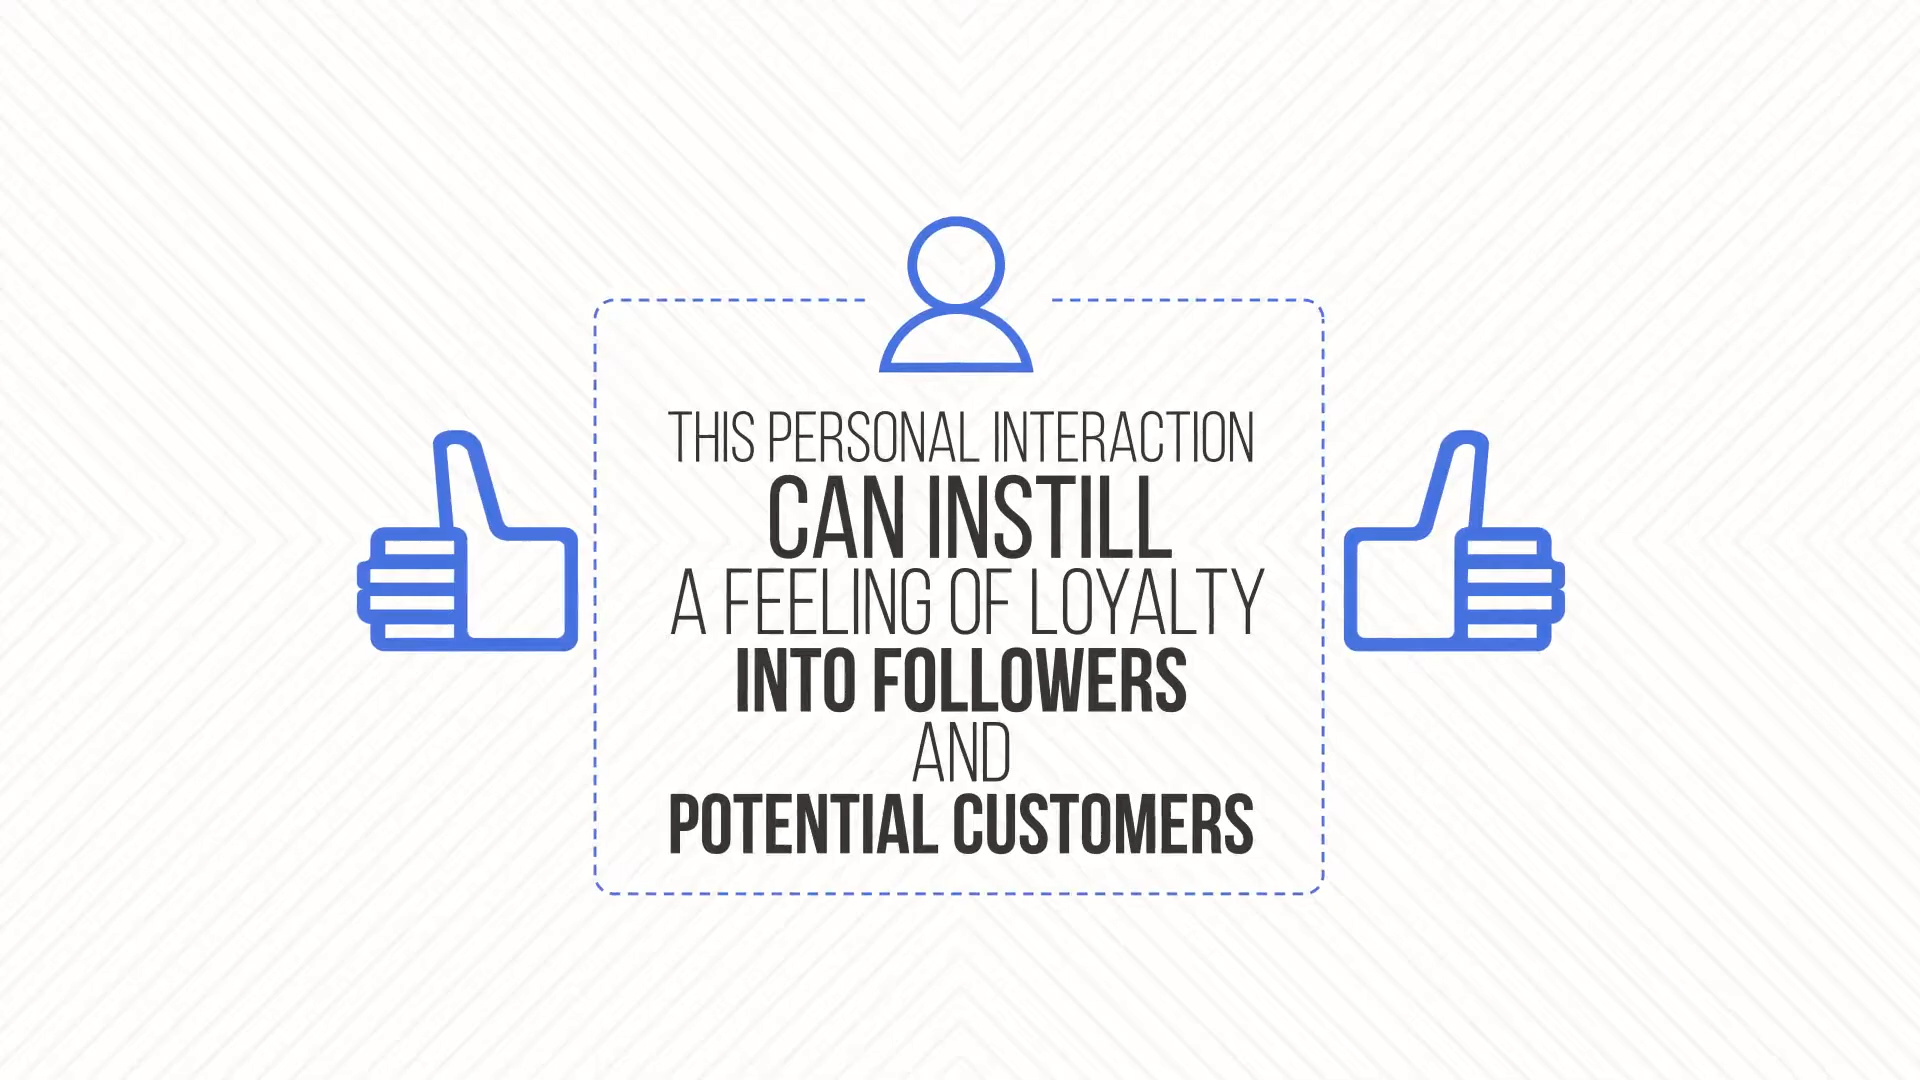 THIS PERSONAL INTERACTION
CAN INSTILL
A FEELING OF LOYALTY
INTO FOLLOWERS
AND
POTENTIAL CUSTOMERS